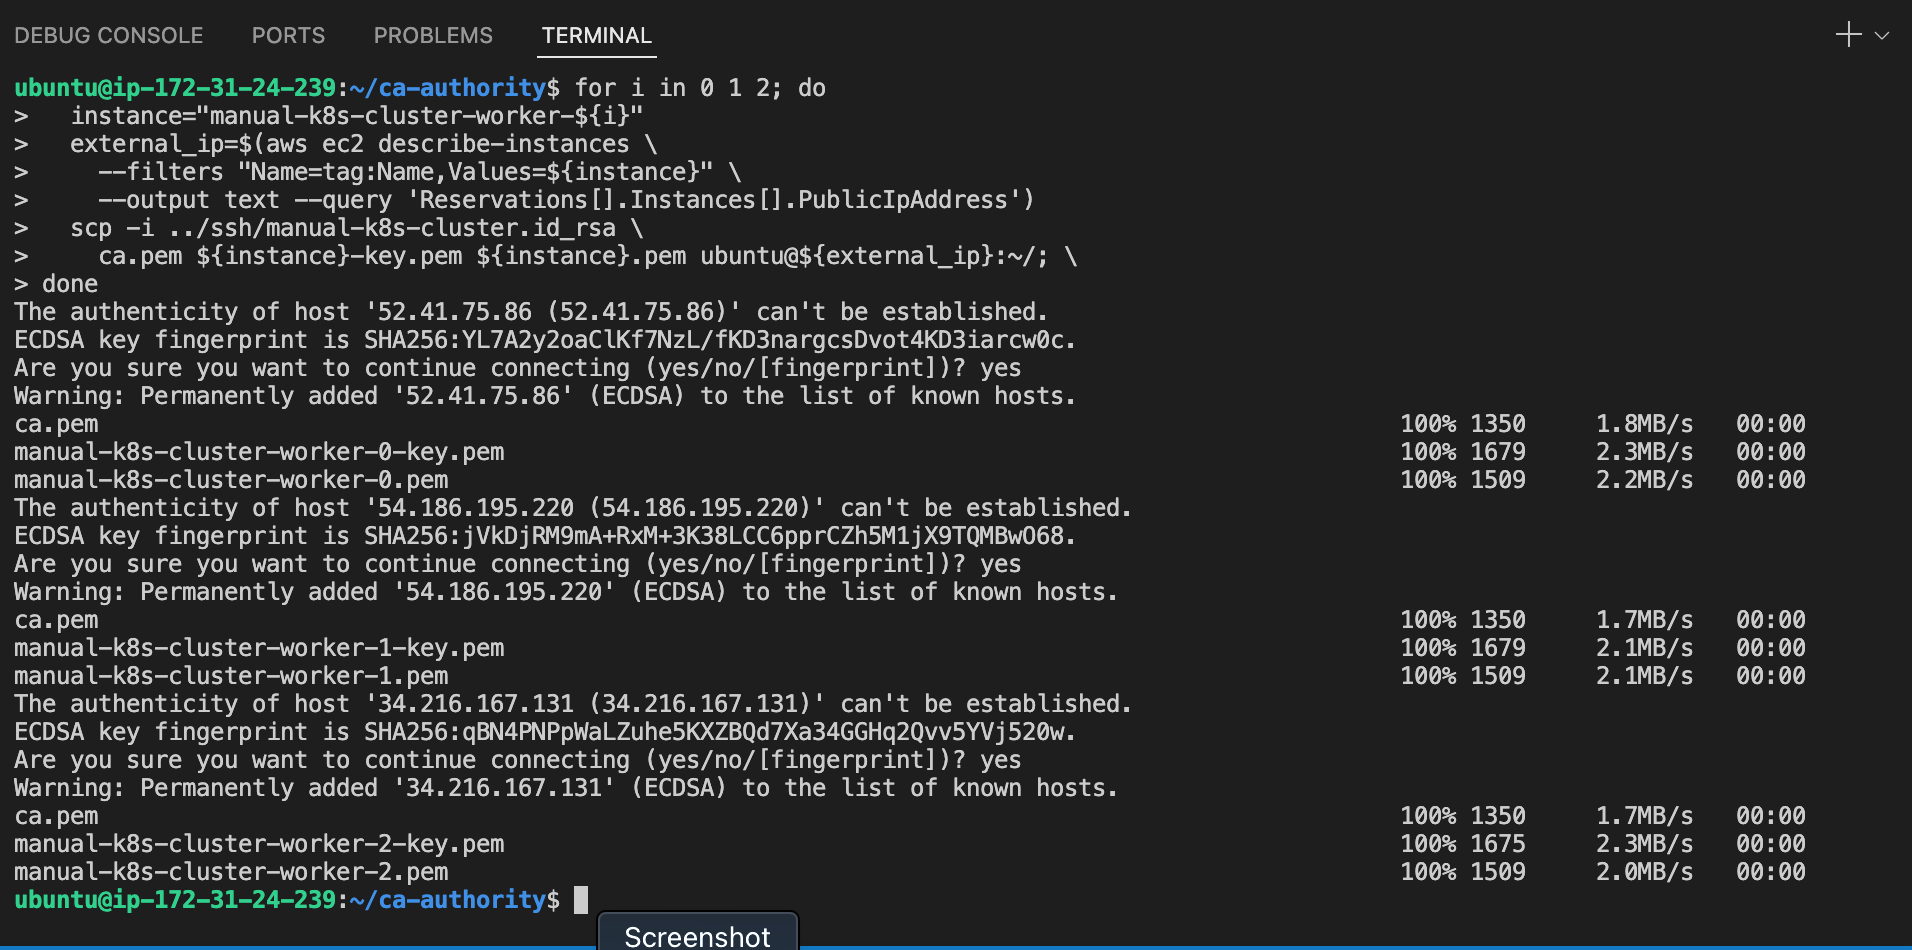 DEBUG CONSOLE PORTS PROBLEMS TERMINAL
ubuntu@ip-172-31-24-239:~/ca-authority$ for i in 0 1 2; do
>   instance="manual-k8s-cluster-worker-${i}"
>   external_ip=$(aws ec2 describe-instances \
>     --filters "Name=tag:Name,Values=${instance}" \
>     --output text --query 'Reservations[].Instances[].PublicIpAddress')
>   scp -i ../ssh/manual-k8s-cluster.id_rsa \
>     ca.pem ${instance}-key.pem ${instance}.pem ubuntu@${external_ip}:~/; \
> done
The authenticity of host '52.41.75.86 (52.41.75.86)' can't be established.
ECDSA key fingerprint is SHA256:YL7A2y2oaClKf7NzL/fKD3nargcsDvot4KD3iarcw0c.
Are you sure you want to continue connecting (yes/no/[fingerprint])? yes
Warning: Permanently added '52.41.75.86' (ECDSA) to the list of known hosts.
ca.pem 100% 1350 1.8MB/s 00:00
manual-k8s-cluster-worker-0-key.pem 100% 1679 2.3MB/s 00:00
manual-k8s-cluster-worker-0.pem 100% 1509 2.2MB/s 00:00
The authenticity of host '54.186.195.220 (54.186.195.220)' can't be established.
ECDSA key fingerprint is SHA256:jVkDjRM9mA+RxM+3K38LCC6pprCZh5M1jX9TQMBwO68.
Are you sure you want to continue connecting (yes/no/[fingerprint])? yes
Warning: Permanently added '54.186.195.220' (ECDSA) to the list of known hosts.
ca.pem 100% 1350 1.7MB/s 00:00
manual-k8s-cluster-worker-1-key.pem 100% 1679 2.1MB/s 00:00
manual-k8s-cluster-worker-1.pem 100% 1509 2.1MB/s 00:00
The authenticity of host '34.216.167.131 (34.216.167.131)' can't be established.
ECDSA key fingerprint is SHA256:qBN4PNPpWaLZuhe5KXZBQd7Xa34GGHq2Qvv5YVj520w.
Are you sure you want to continue connecting (yes/no/[fingerprint])? yes
Warning: Permanently added '34.216.167.131' (ECDSA) to the list of known hosts.
ca.pem 100% 1350 1.7MB/s 00:00
manual-k8s-cluster-worker-2-key.pem 100% 1675 2.3MB/s 00:00
manual-k8s-cluster-worker-2.pem 100% 1509 2.0MB/s 00:00
ubuntu@ip-172-31-24-239:~/ca-authority$
Screenshot